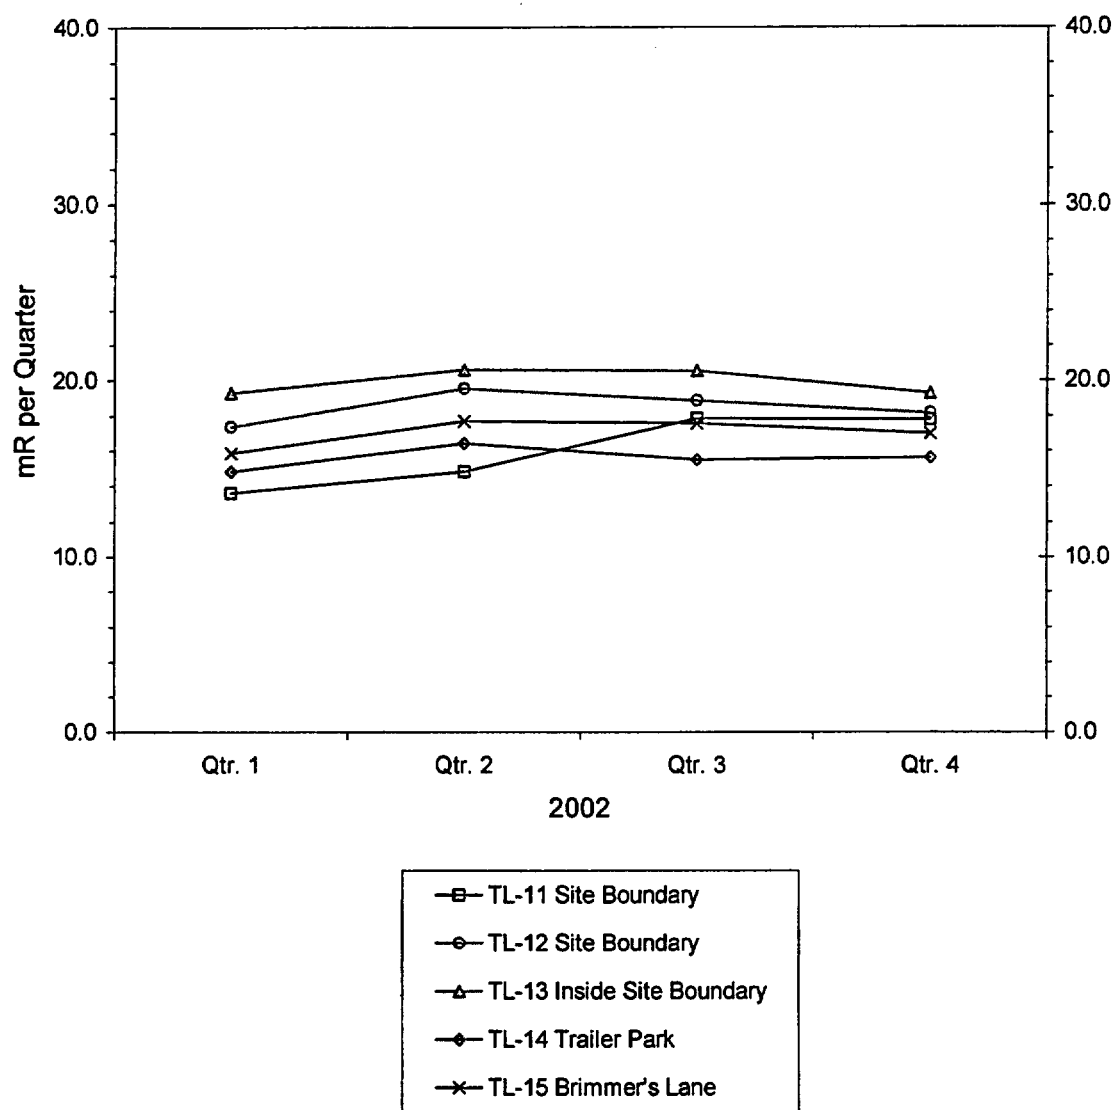 40.0 40.0
30.0 30.0
mR per Quarter
20.0 20.0
10.0 10.0
0.0 0.0
Qtr. 1 Qtr. 2 Qtr. 3 Qtr. 4
2002
TL-11 Site Boundary
TL-12 Site Boundary
TL-13 Inside Site Boundary
TL-14 Trailer Park
TL-15 Brimmer's Lane